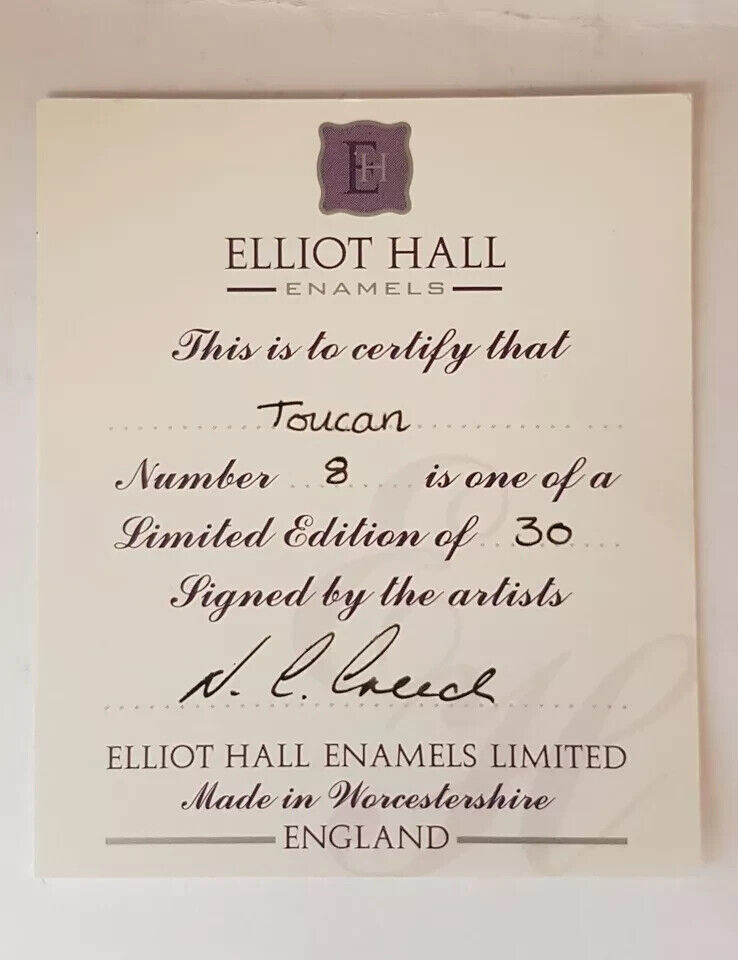 EH
ELLIOT HALL
ENAMELS
This is to certify that
Toucan
Number 8 is one of a
Limited Edition of 30
Signed by the artists
N. C. Creed
ELLIOT HALL ENAMELS LIMITED
Made in Worcestershire
ENGLAND